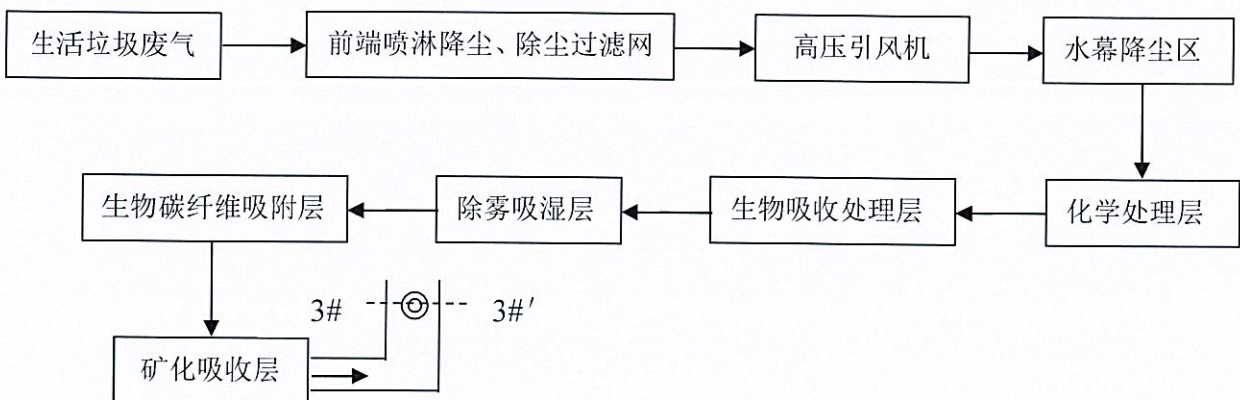 生活垃圾废气
前端喷淋降尘、除尘过滤网
高压引风机
水幕降尘区
化学处理层
生物吸收处理层
除雾吸湿层
生物碳纤维吸附层
矿化吸收层
3#
3#′